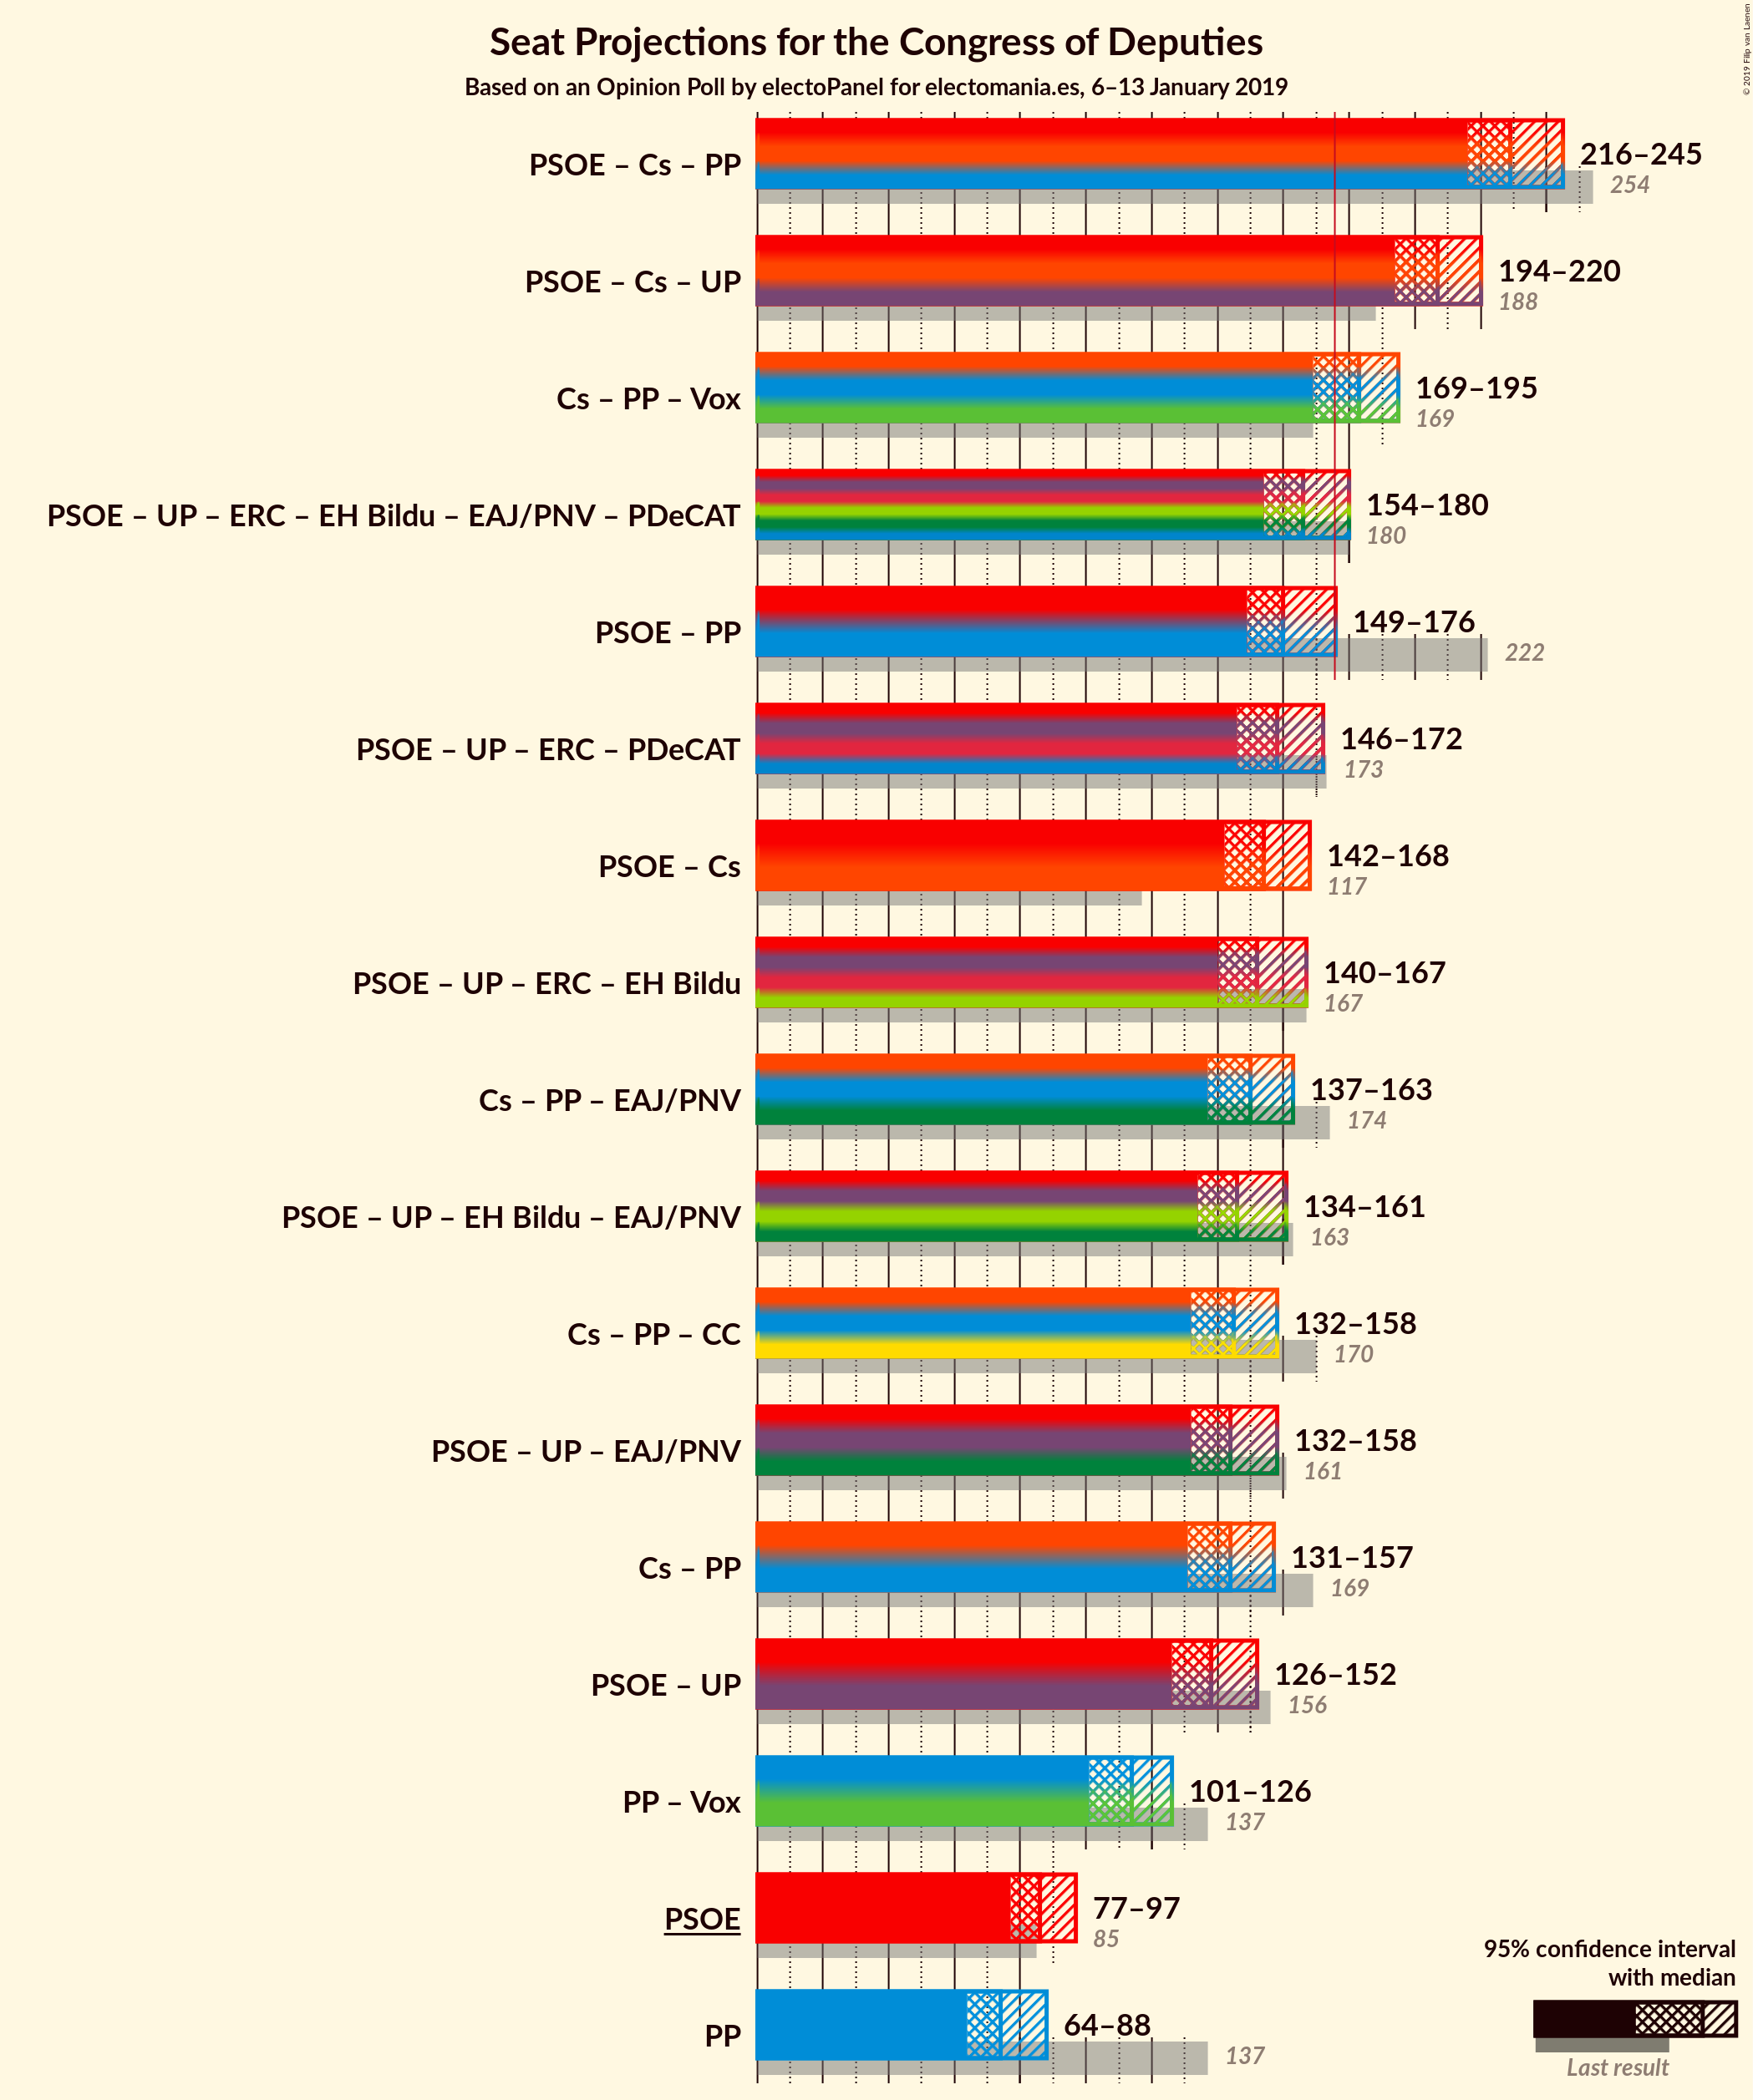 Seat Projections for the Congress of Deputies
Based on an Opinion Poll by electoPanel for electomania.es, 6–13 January 2019
© 2019 Filip van Laenen
PSOE – Cs – PP
216–245
254
PSOE – Cs – UP
194–220
188
Cs – PP – Vox
169–195
169
PSOE – UP – ERC – EH Bildu – EAJ/PNV – PDeCAT
154–180
180
PSOE – PP
149–176
222
PSOE – UP – ERC – PDeCAT
146–172
173
PSOE – Cs
142–168
117
PSOE – UP – ERC – EH Bildu
140–167
167
Cs – PP – EAJ/PNV
137–163
174
PSOE – UP – EH Bildu – EAJ/PNV
134–161
163
Cs – PP – CC
132–158
170
PSOE – UP – EAJ/PNV
132–158
161
Cs – PP
131–157
169
PSOE – UP
126–152
156
PP – Vox
101–126
137
PSOE
77–97
85
PP
64–88
137
95% confidence interval
with median
Last result